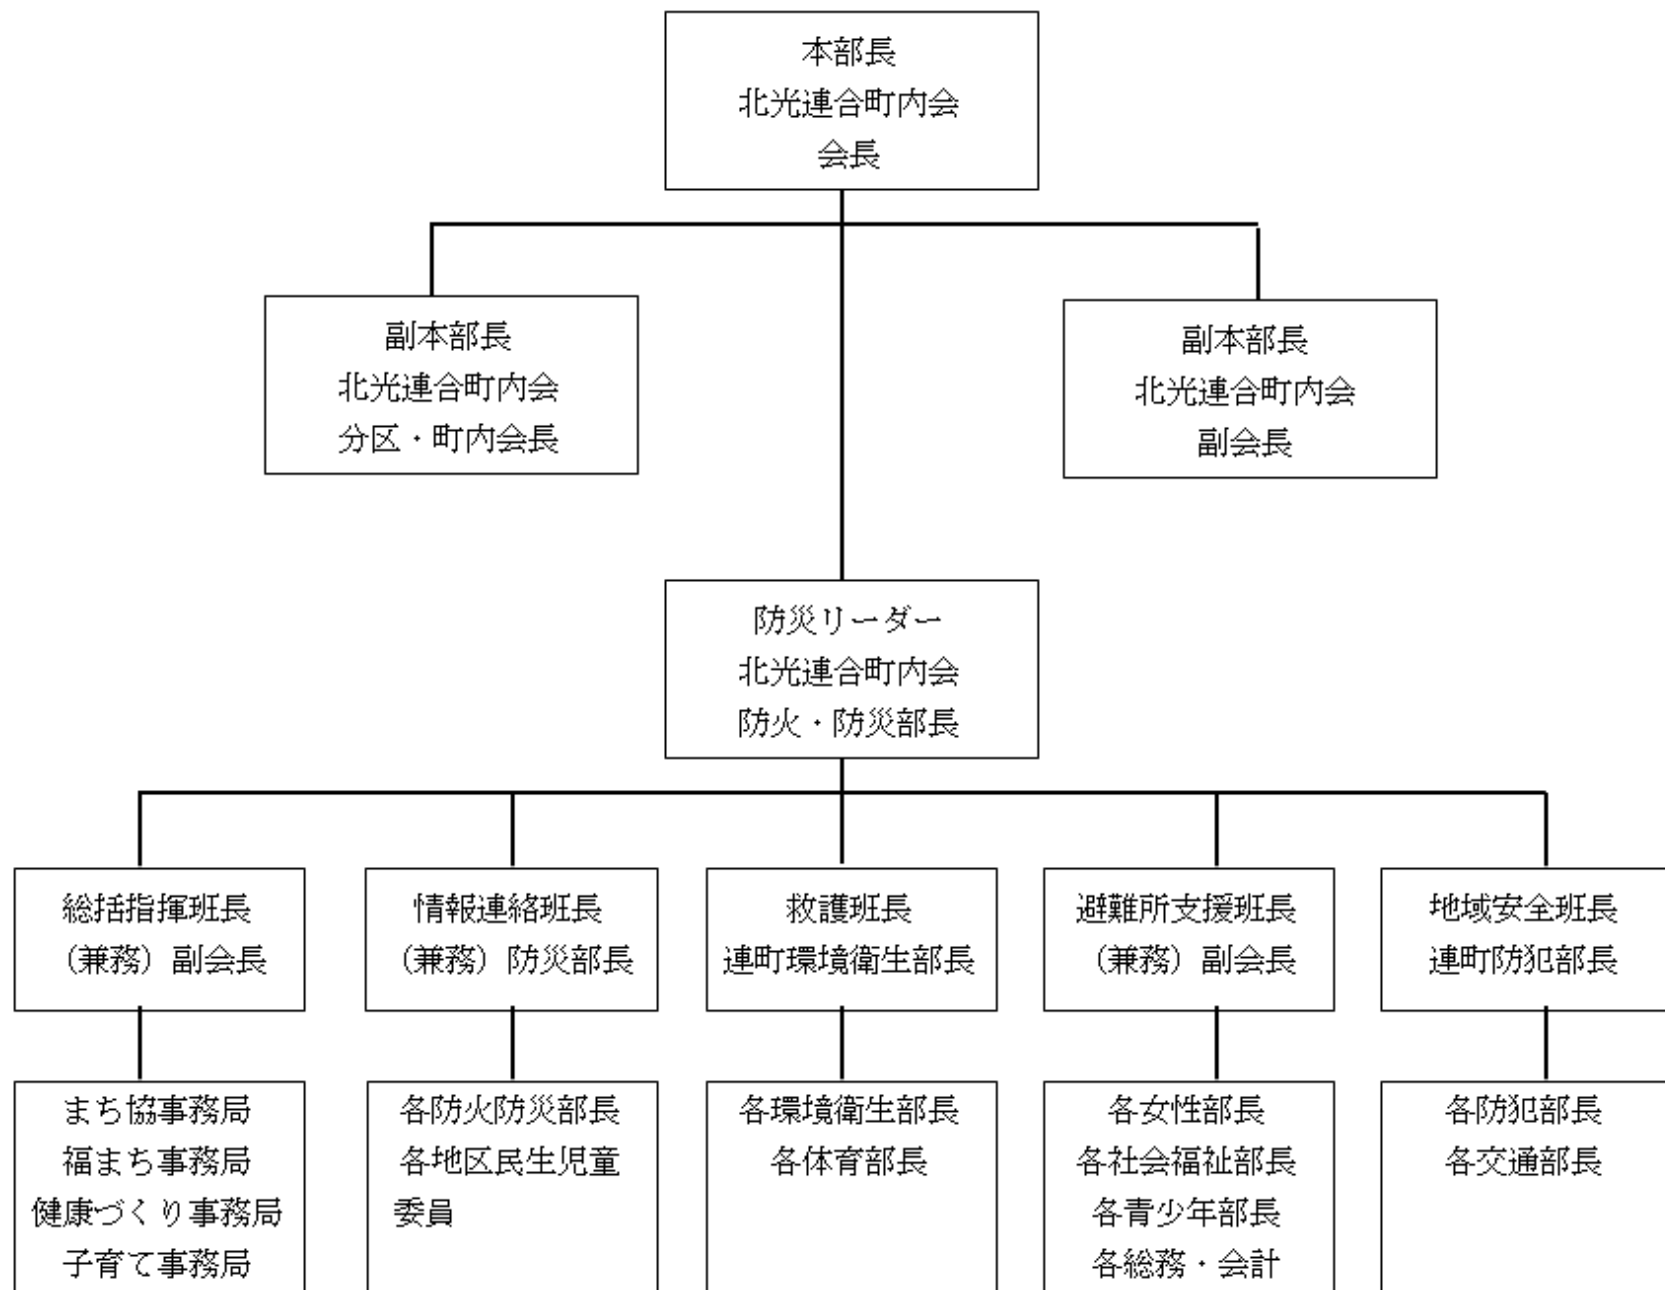 本部長
北光連合町内会
会長
副本部長
北光連合町内会
分区・町内会長
副本部長
北光連合町内会
副会長
防災リーダー
北光連合町内会
防火・防災部長
総括指揮班長
（兼務）副会長
情報連絡班長
（兼務）防災部長
救護班長
連町環境衛生部長
避難所支援班長
（兼務）副会長
地域安全班長
連町防犯部長
まち協事務局
福まち事務局
健康づくり事務局
子育て事務局
各防火防災部長
各地区民生児童
委員
各環境衛生部長
各体育部長
各女性部長
各社会福祉部長
各青少年部長
各総務・会計
各防犯部長
各交通部長